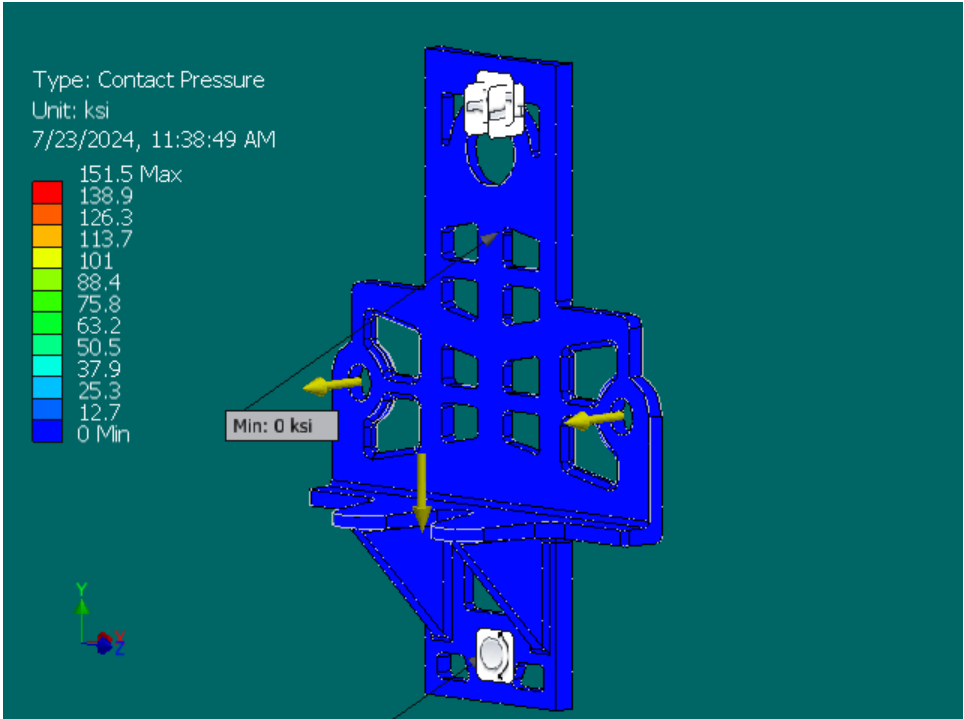 Type: Contact Pressure
Unit: ksi
7/23/2024, 11:38:49 AM
151.5 Max
138.9
126.3
113.7
101
88.4
75.8
63.2
50.5
37.9
25.3
12.7
0 Min
Min: 0 ksi
Y
X
Z